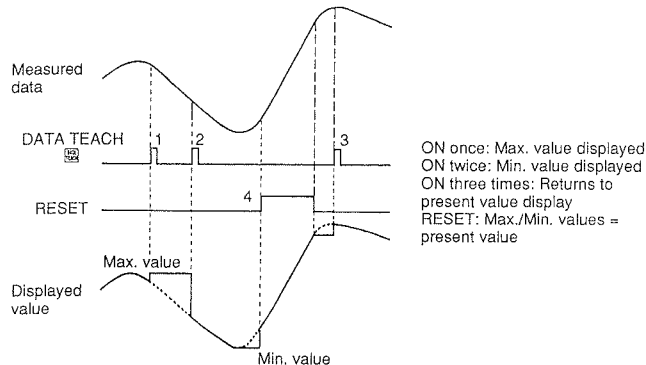 Measured
data
DATA TEACH
1
2
3
RESET
4
Max. value
Displayed
value
Min. value
ON once: Max. value displayed
ON twice: Min. value displayed
ON three times: Returns to
present value display
RESET: Max./Min. values =
present value